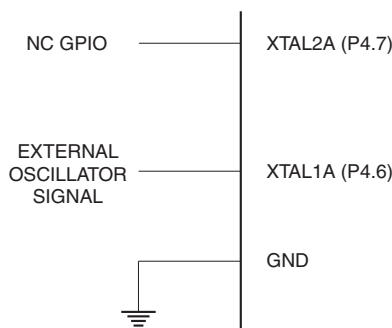 NC GPIO
XTAL2A (P4.7)
EXTERNAL
OSCILLATOR
SIGNAL
XTAL1A (P4.6)
GND